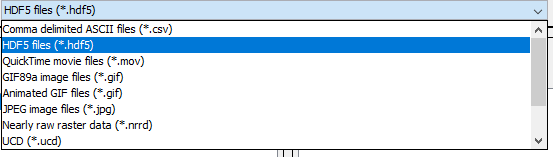 HDF5 files (*.hdf5)
Comma delimited ASCII files (*.csv)
HDF5 files (*.hdf5)
QuickTime movie files (*.mov)
GIF89a image files (*.gif)
Animated GIF files (*.gif)
JPEG image files (*.jpg)
Nearly raw raster data (*.nrrd)
UCD (*.ucd)